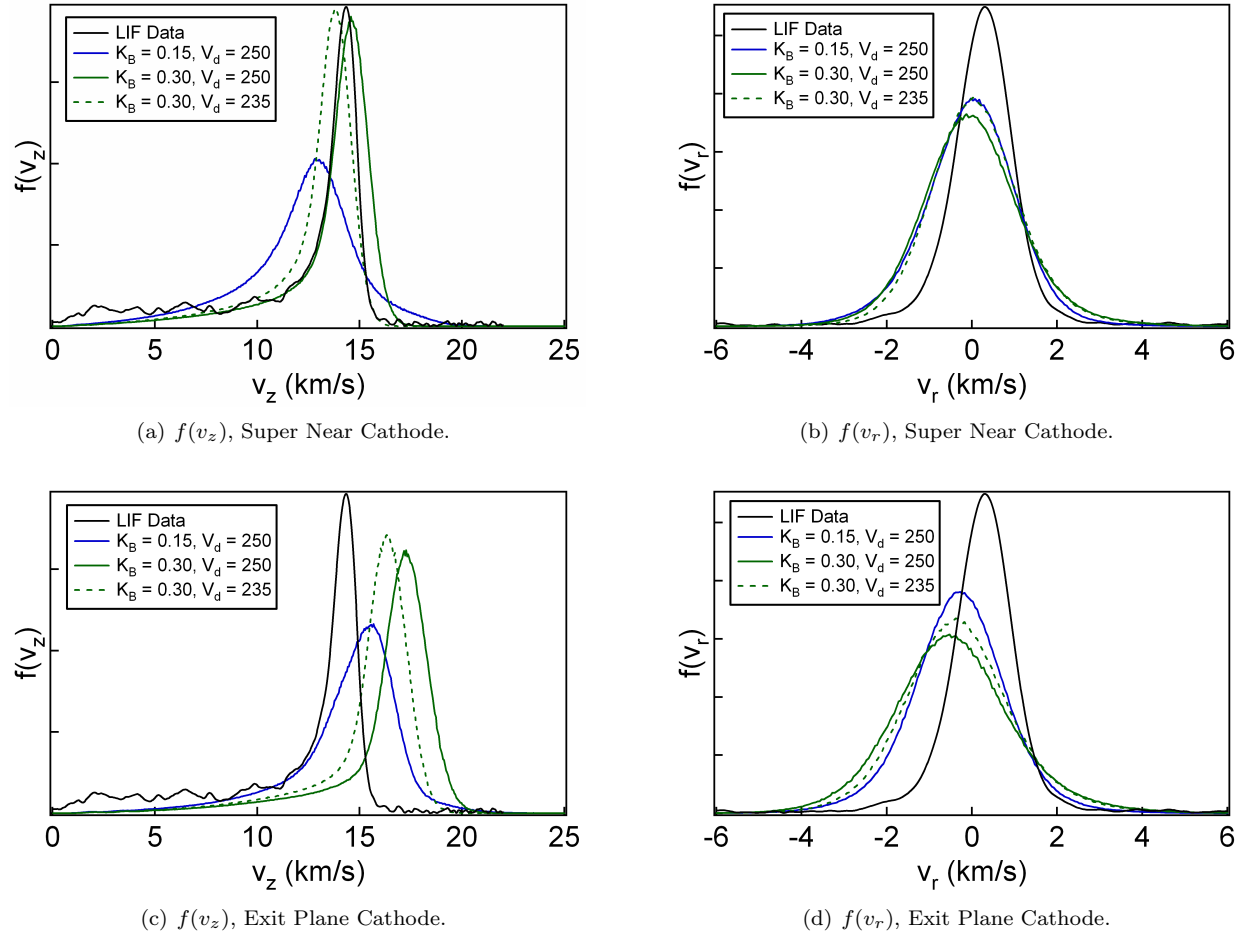 f(v_z)
LIF Data
K_B = 0.15, V_d = 250
K_B = 0.30, V_d = 250
K_B = 0.30, V_d = 235
0 5 10 15 20 25
v_z (km/s)
(a) f(v_z), Super Near Cathode.
f(v_r)
LIF Data
K_B = 0.15, V_d = 250
K_B = 0.30, V_d = 250
K_B = 0.30, V_d = 235
-6 -4 -2 0 2 4 6
v_r (km/s)
(b) f(v_r), Super Near Cathode.
f(v_z)
LIF Data
K_B = 0.15, V_d = 250
K_B = 0.30, V_d = 250
K_B = 0.30, V_d = 235
0 5 10 15 20 25
v_z (km/s)
(c) f(v_z), Exit Plane Cathode.
f(v_r)
LIF Data
K_B = 0.15, V_d = 250
K_B = 0.30, V_d = 250
K_B = 0.30, V_d = 235
-6 -4 -2 0 2 4 6
v_r (km/s)
(d) f(v_r), Exit Plane Cathode.